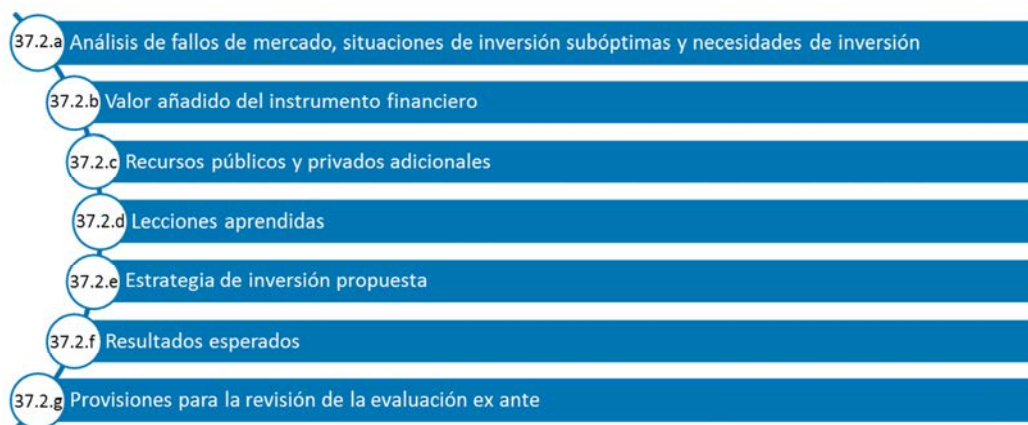 37.2.a Análisis de fallos de mercado, situaciones de inversión subóptimas y necesidades de inversión
37.2.b Valor añadido del instrumento financiero
37.2.c Recursos públicos y privados adicionales
37.2.d Lecciones aprendidas
37.2.e Estrategia de inversión propuesta
37.2.f Resultados esperados
37.2.g Provisiones para la revisión de la evaluación ex ante